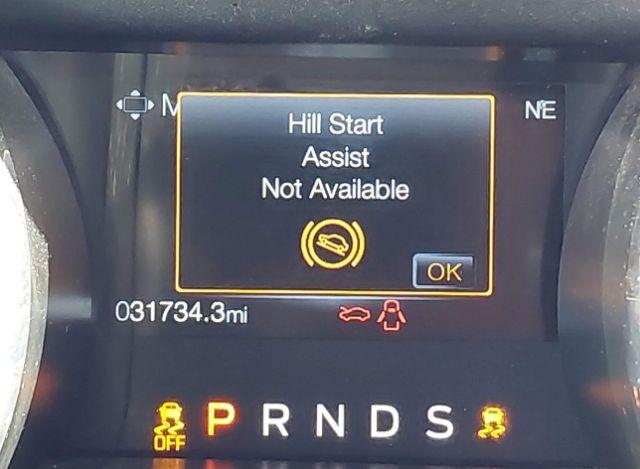 M
NE
Hill Start
Assist
Not Available
OK
031734.3mi
OFF P R N D S